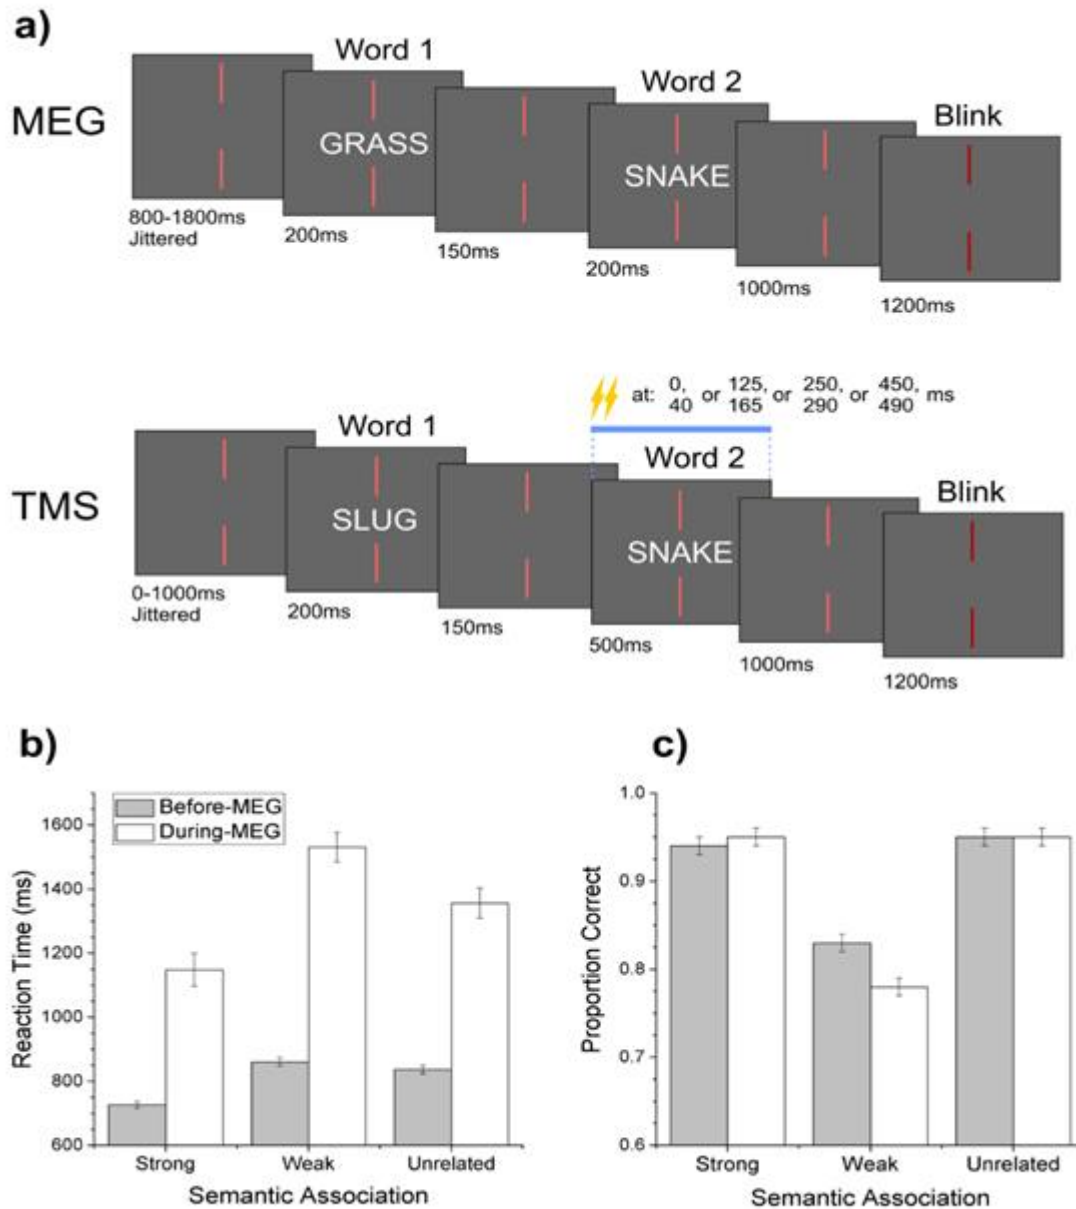 a)
MEG
Word 1
Word 2
Blink
GRASS
SNAKE
800-1800ms
Jittered
200ms
150ms
200ms
1000ms
1200ms
at: 0, or 125, or 250, or 450, ms
40 165 290 490
TMS
Word 1
Word 2
Blink
SLUG
SNAKE
0-1000ms
Jittered
200ms
150ms
500ms
1000ms
1200ms
b)
Before-MEG
During-MEG
Reaction Time (ms)
1600
1400
1200
1000
800
600
Strong Weak Unrelated
Semantic Association
c)
Proportion Correct
1.0
0.9
0.8
0.7
0.6
Strong Weak Unrelated
Semantic Association